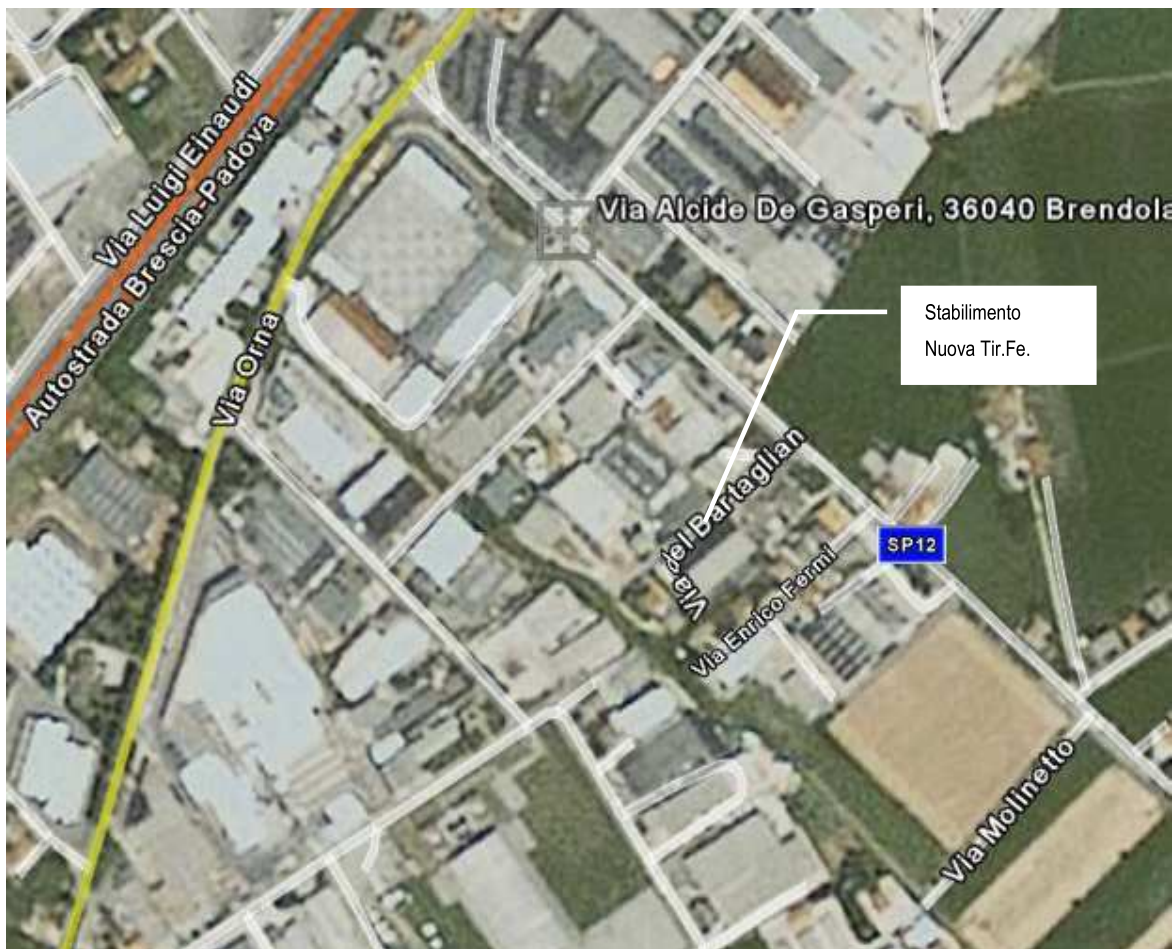 Via Luigi Einaudi
Autostrada Brescia-Padova
Via Orna
Via Alcide De Gasperi, 36040 Brendola
Stabilimento
Nuova Tir.Fe.
Via del Bartaglian
SP12
Via Enrico Fermi
Via Molinetto